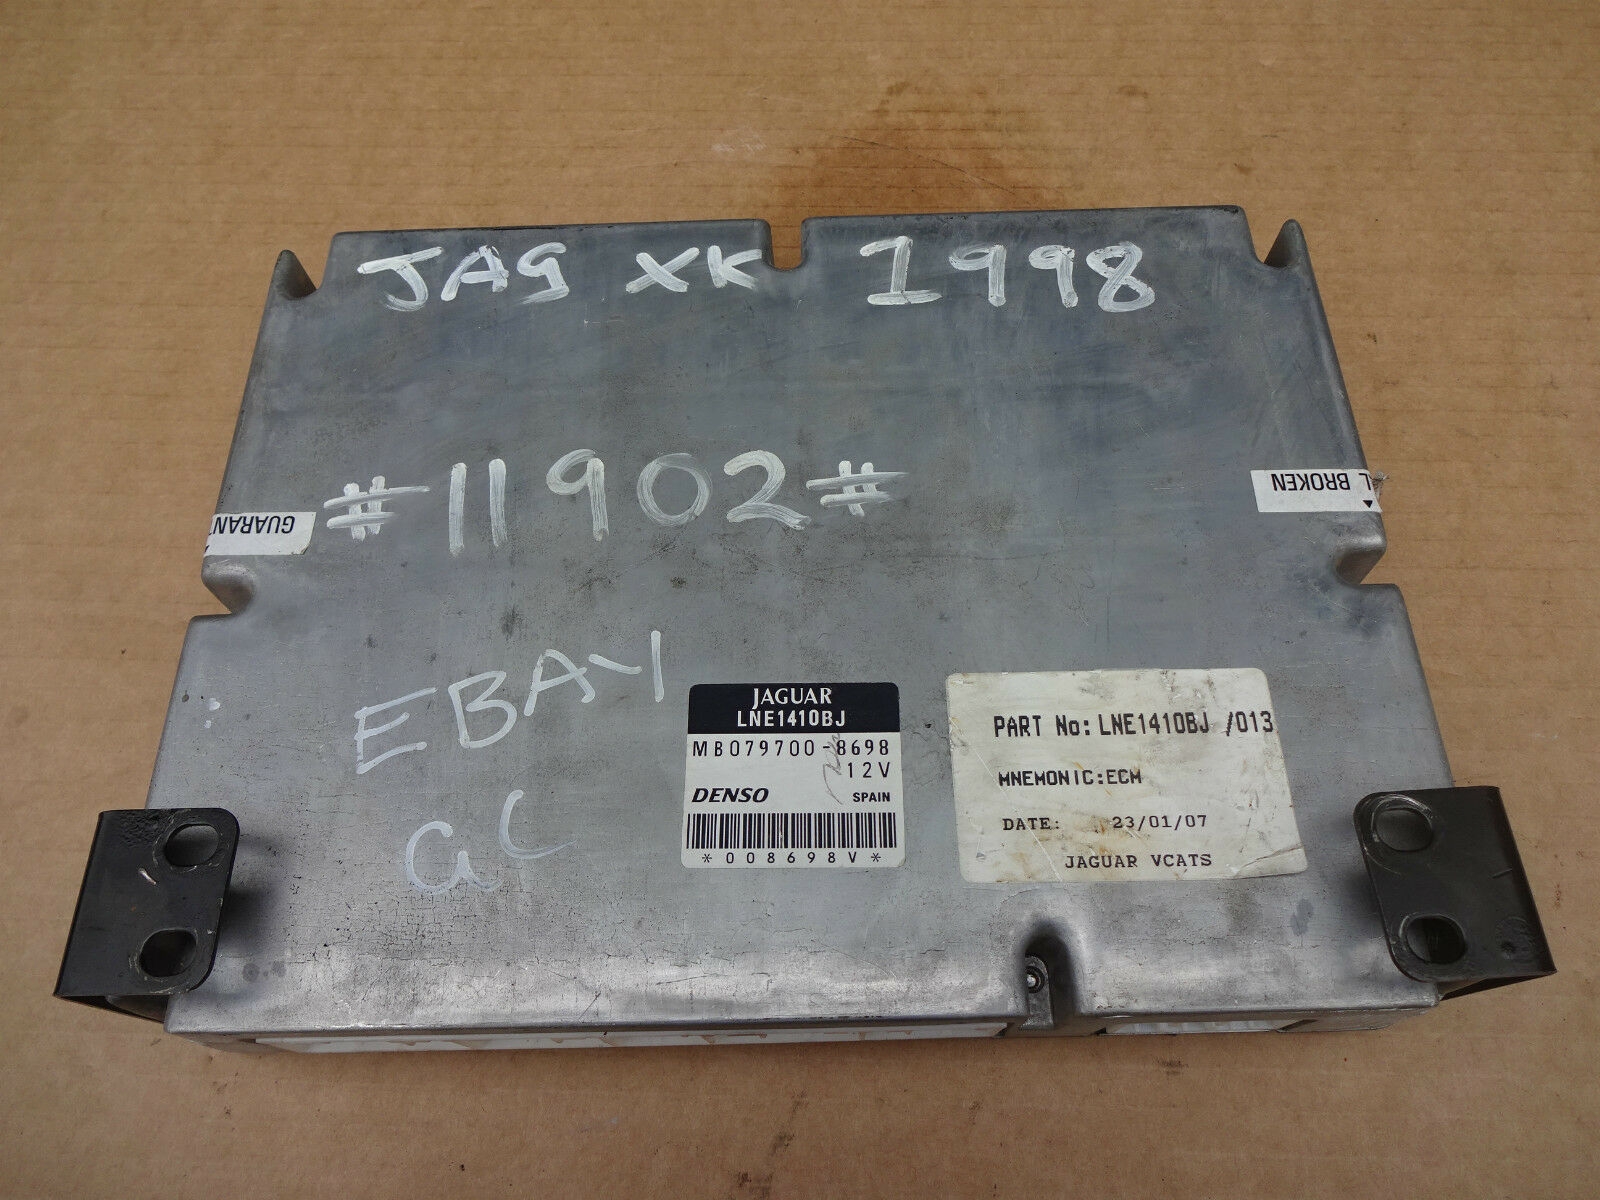 JAG XK 1998
#11902#
GUARANT
L BROKEN
EBAY
GC
JAGUAR
LNE1410BJ
MB079700-8698
12V
DENSO SPAIN
*008698V*
PART No: LNE1410BJ /013
MNEMONIC:ECM
DATE: 23/01/07
JAGUAR VCATS